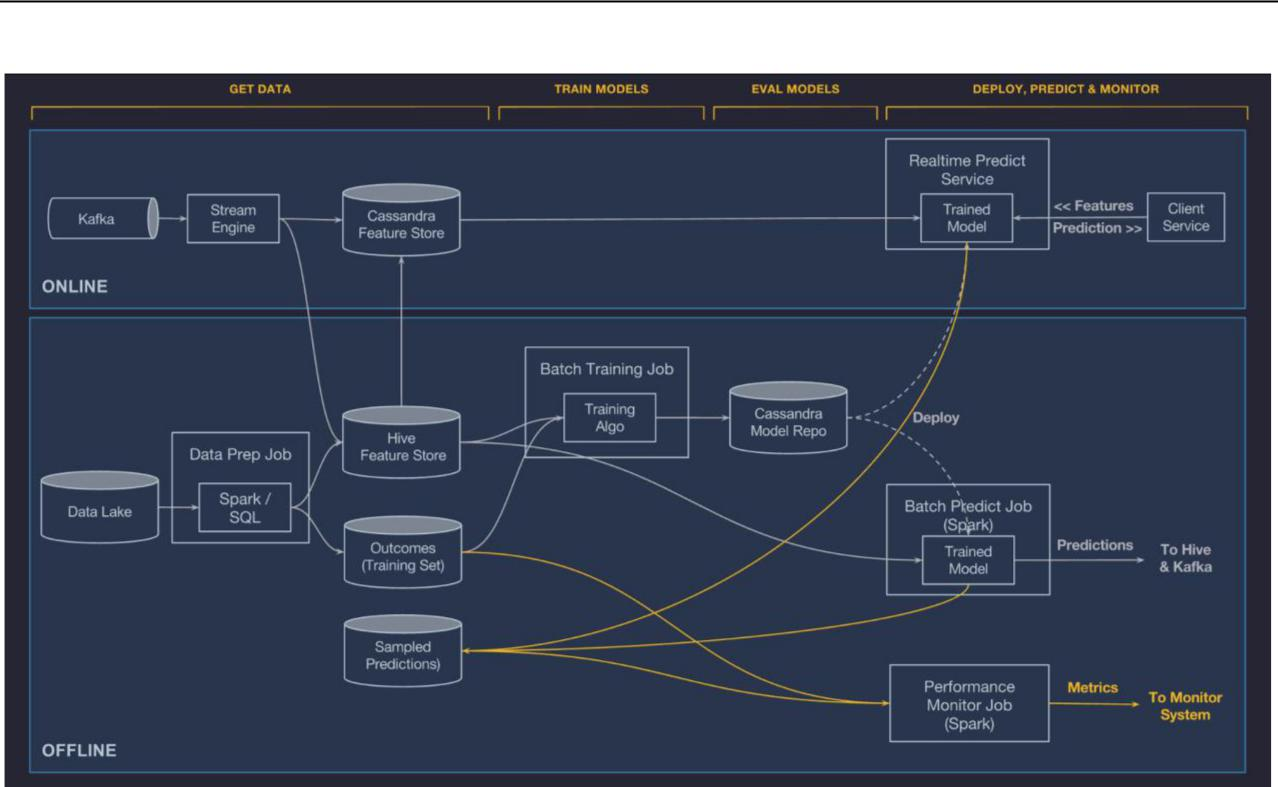 GET DATA
TRAIN MODELS
EVAL MODELS
DEPLOY, PREDICT & MONITOR
Realtime Predict
Service
Kafka
Stream
Engine
Cassandra
Feature Store
Trained
Model
<< Features
Prediction >>
Client
Service
ONLINE
Batch Training Job
Training
Algo
Cassandra
Model Repo
Deploy
Hive
Feature Store
Data Prep Job
Spark /
SQL
Data Lake
Outcomes
(Training Set)
Batch Predict Job
(Spark)
Trained
Model
Predictions
To Hive
& Kafka
Sampled
Predictions)
Performance
Monitor Job
(Spark)
Metrics
To Monitor
System
OFFLINE